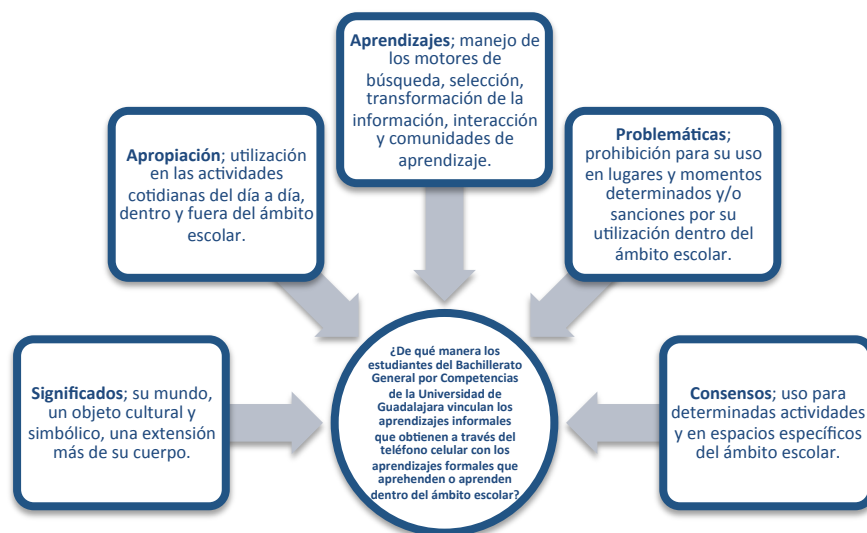 Aprendizajes; manejo de
los motores de
búsqueda, selección,
transformación de la
información, interacción
y comunidades de
aprendizaje.
Apropiación; utilización
en las actividades
cotidianas del día a día,
dentro y fuera del ámbito
escolar.
Problemáticas;
prohibición para su uso
en lugares y momentos
determinados y/o
sanciones por su
utilización dentro del
ámbito escolar.
Significados; su mundo,
un objeto cultural y
simbólico, una extensión
más de su cuerpo.
¿De qué manera los
estudiantes del Bachillerato
General por Competencias
de la Universidad de
Guadalajara vinculan los
aprendizajes informales
que obtienen a través del
teléfono celular con los
aprendizajes formales que
aprehenden o aprenden
dentro del ámbito escolar?
Consensos; uso para
determinadas actividades
y en espacios específicos
del ámbito escolar.